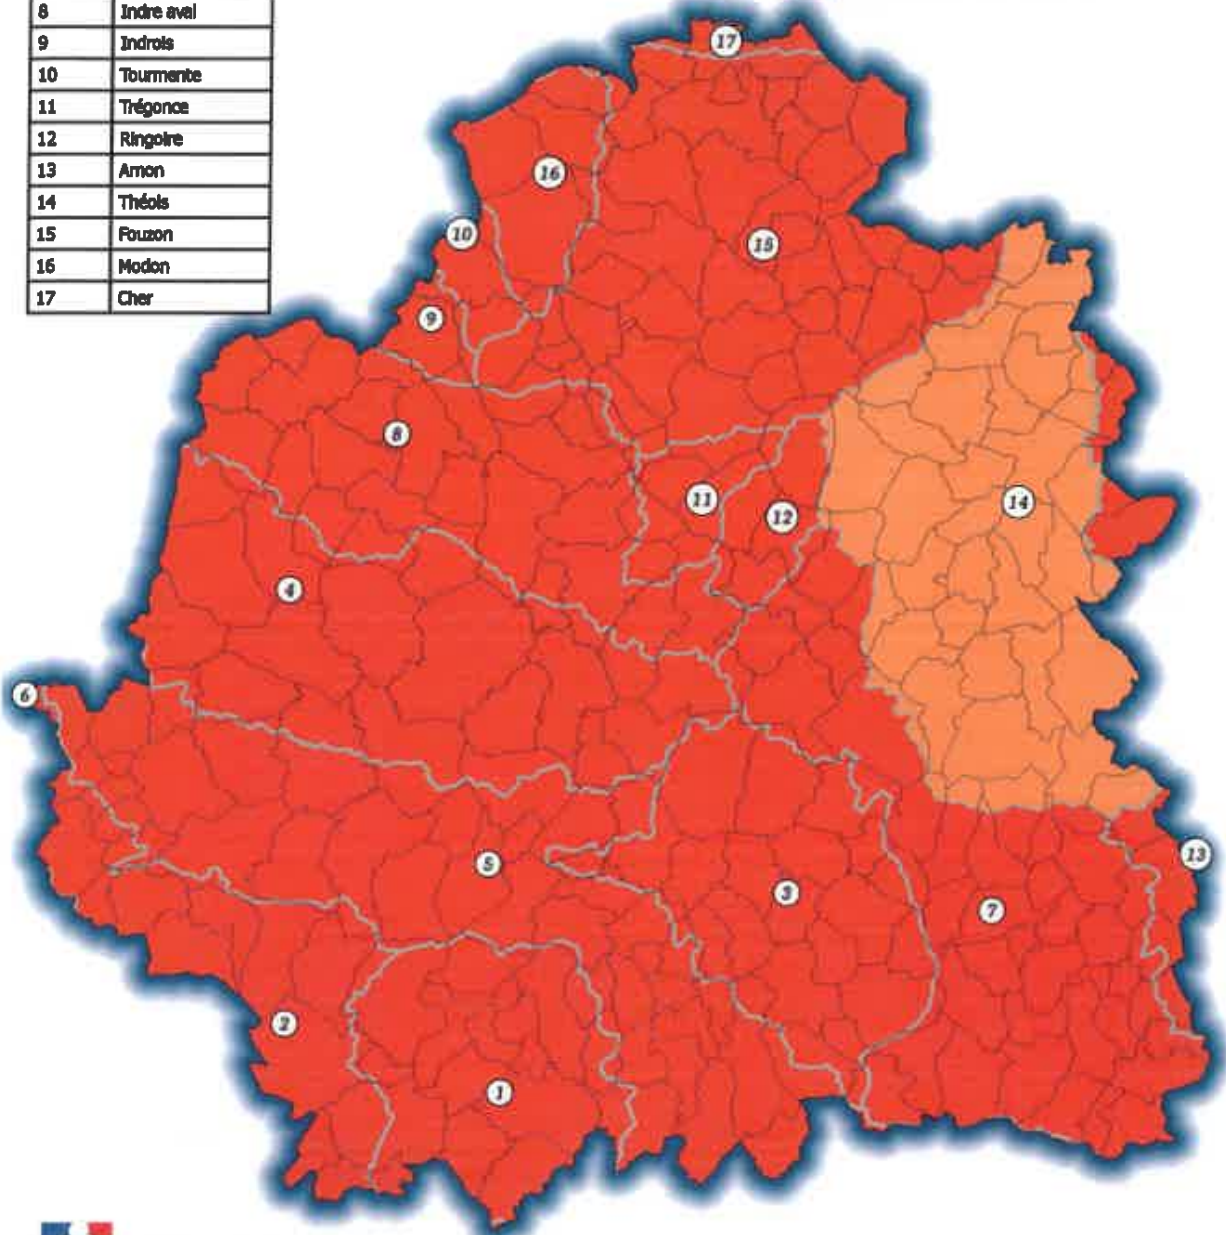 8 Indre aval
9 Indrois
10 Tourmente
11 Trégonce
12 Ringoire
13 Arnon
14 Théols
15 Fouzon
16 Modon
17 Cher
17
16
10
15
9
8
11
12
14
4
6
5
3
13
7
2
1